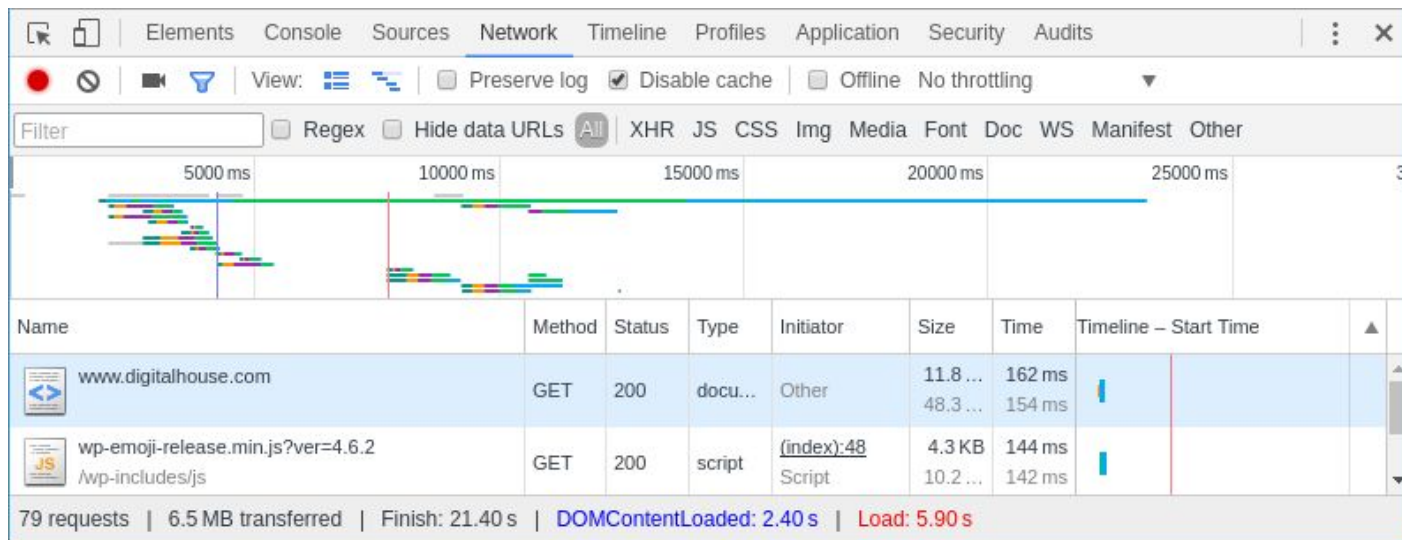 Elements Console Sources Network Timeline Profiles Application Security Audits
View: Preserve log Disable cache Offline No throttling
Filter Regex Hide data URLs All XHR JS CSS Img Media Font Doc WS Manifest Other
5000 ms 10000 ms 15000 ms 20000 ms 25000 ms 3
Name Method Status Type Initiator Size Time Timeline – Start Time
www.digitalhouse.com GET 200 docu... Other 11.8 ... 162 ms
48.3 ... 154 ms
wp-emoji-release.min.js?ver=4.6.2 GET 200 script (index):48 4.3 KB 144 ms
JS /wp-includes/js Script 10.2 ... 142 ms
79 requests | 6.5 MB transferred | Finish: 21.40 s | DOMContentLoaded: 2.40 s | Load: 5.90 s